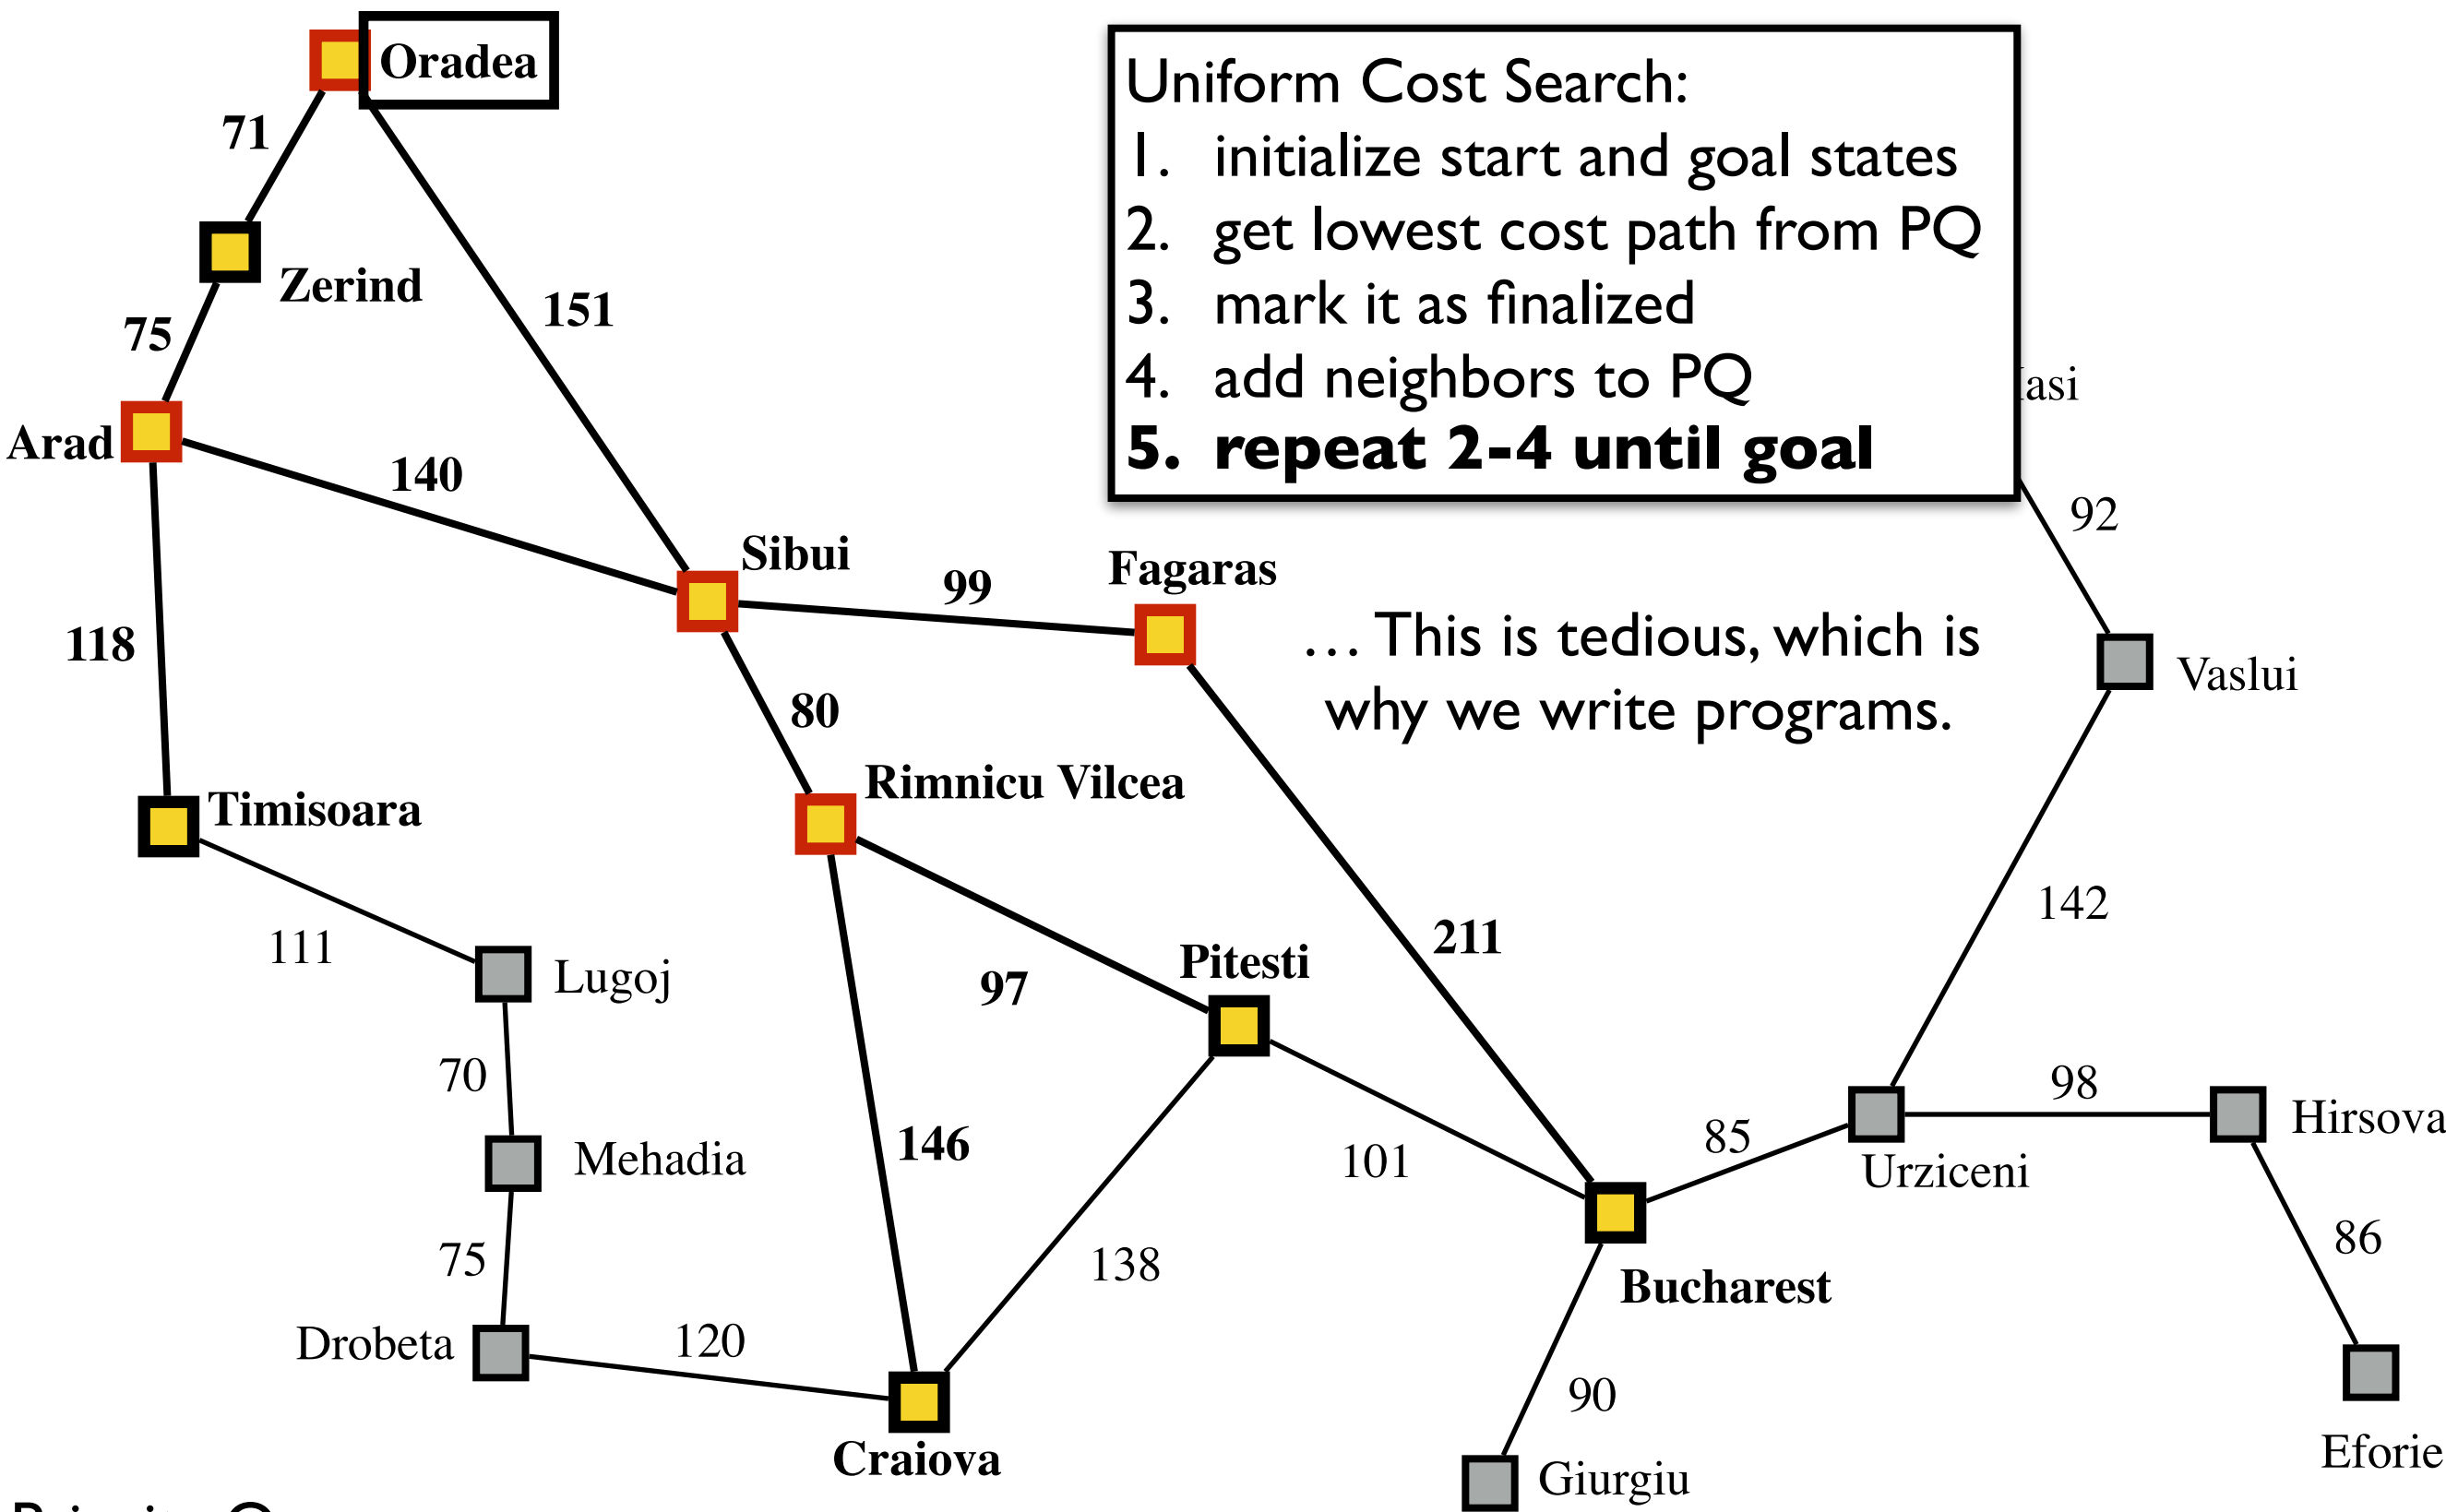 Oradea
Uniform Cost Search:
1. initialize start and goal states
2. get lowest cost path from PQ
3. mark it as finalized
4. add neighbors to PQ
5. repeat 2-4 until goal
71
Zerind
151
75
Iasi
Arad
140
92
Sibui
99
Fagaras
… This is tedious, which is
why we write programs.
118
Vaslui
80
Rimnicu Vilcea
Timisoara
142
111
211
Pitesti
Lugoj
97
70
98
Hirsova
85
146
101
Mehadia
Urziceni
86
75
138
Bucharest
Drobeta
120
90
Craiova
Eforie
Giurgiu